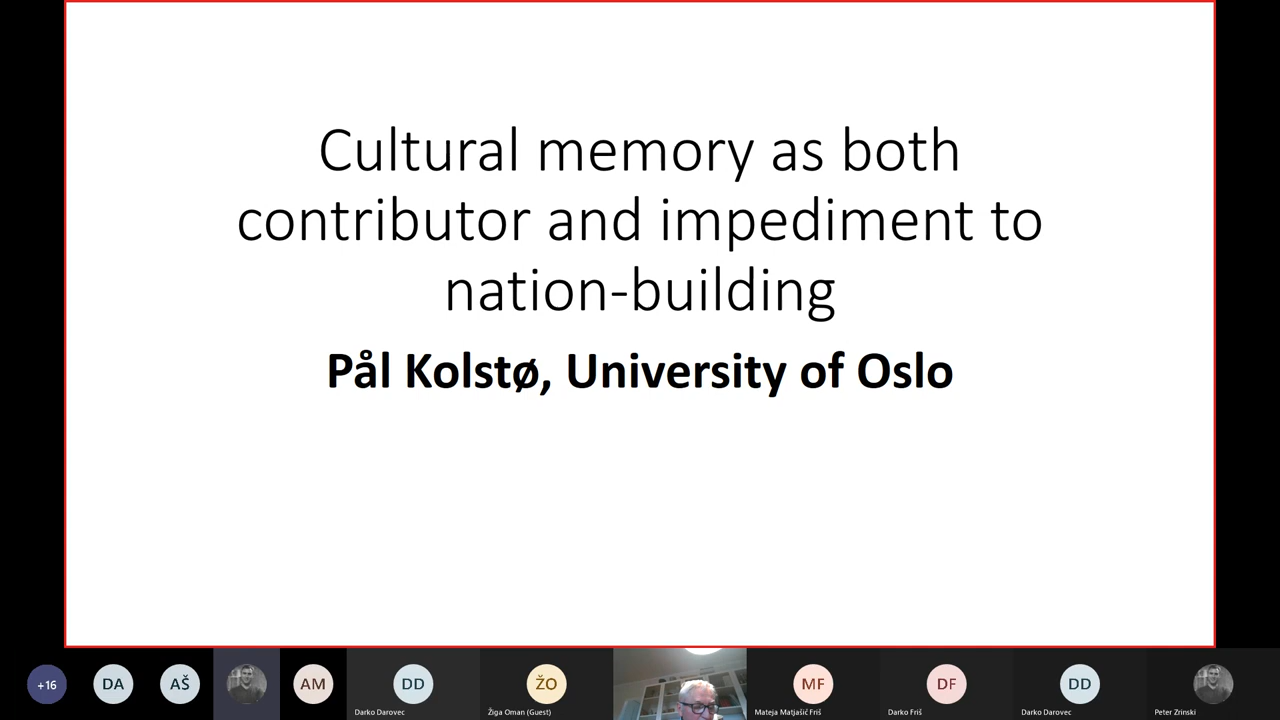 Cultural memory as both
contributor and impediment to
nation-building
Pål Kolstø, University of Oslo
+16
DA
AŠ
AM
DD
Darko Darovec
ŽO
Žiga Oman (Guest)
MF
Mateja Matjašič Friš
DF
Darko Friš
DD
Darko Darovec
Peter Zrinski